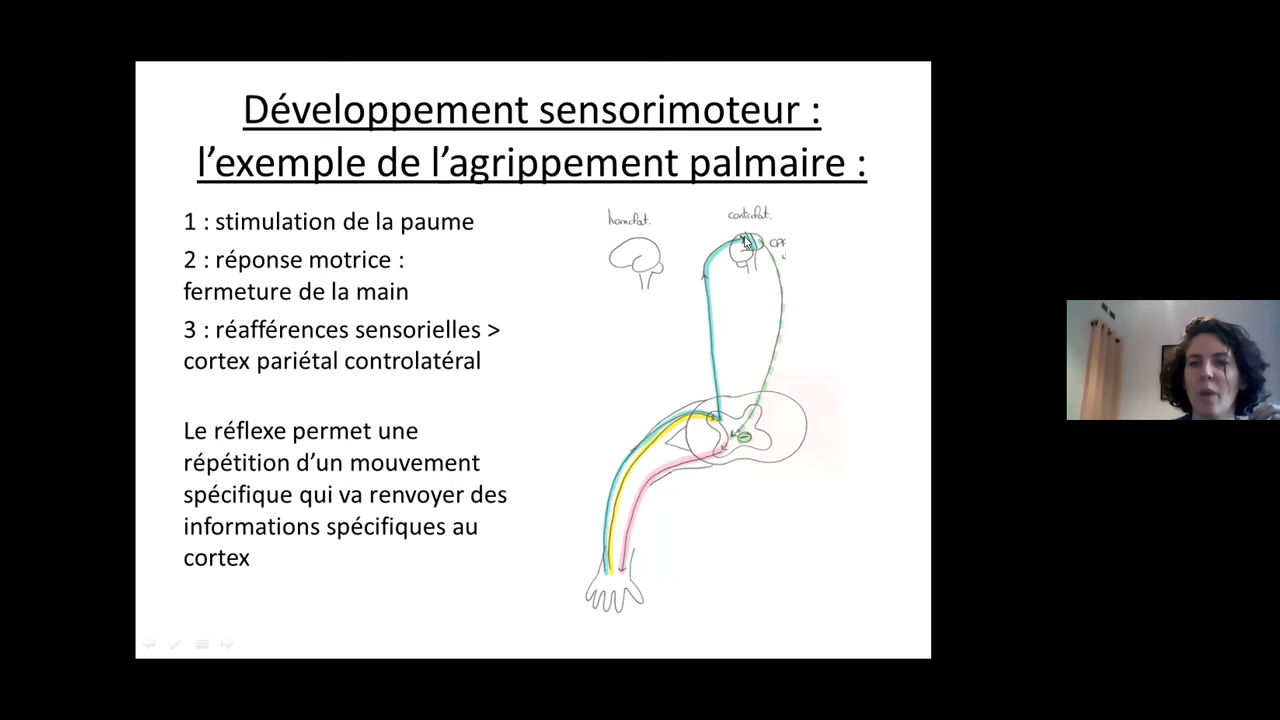 Développement sensorimoteur :
l’exemple de l’agrippement palmaire :
1 : stimulation de la paume
2 : réponse motrice :
fermeture de la main
3 : réafférences sensorielles >
cortex pariétal controlatéral
Le réflexe permet une
répétition d’un mouvement
spécifique qui va renvoyer des
informations spécifiques au
cortex
homolat.
controlat.